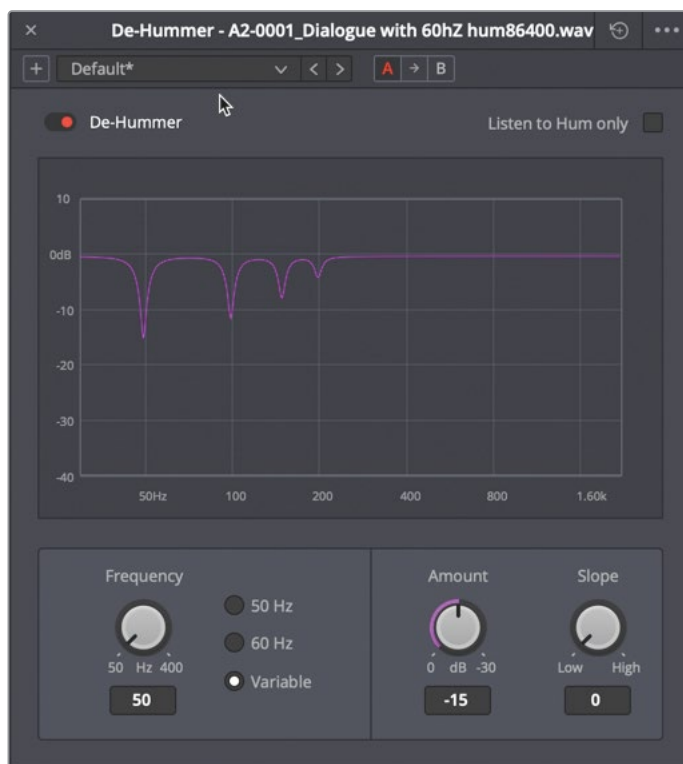 De-Hummer - A2-0001_Dialogue with 60hZ hum86400.wav
Default*
A B
De-Hummer
Listen to Hum only
10
0dB
-10
-20
-30
-40
50Hz 100 200 400 800 1.60k
Frequency
50 Hz 400
50
50 Hz
60 Hz
Variable
Amount
0 dB -30
-15
Slope
Low High
0